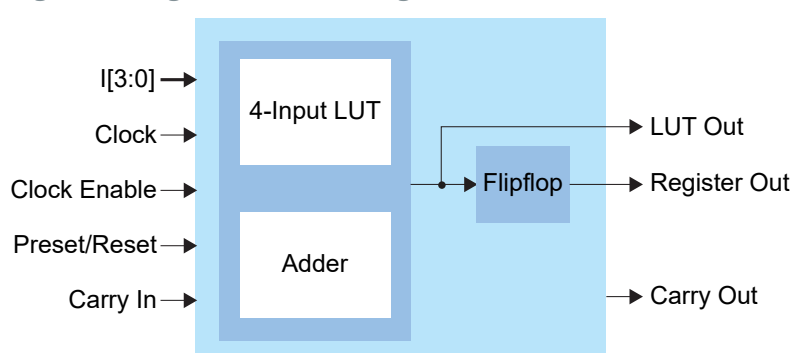 I[3:0]
Clock
Clock Enable
Preset/Reset
Carry In
4-Input LUT
Adder
Flipflop
LUT Out
Register Out
Carry Out